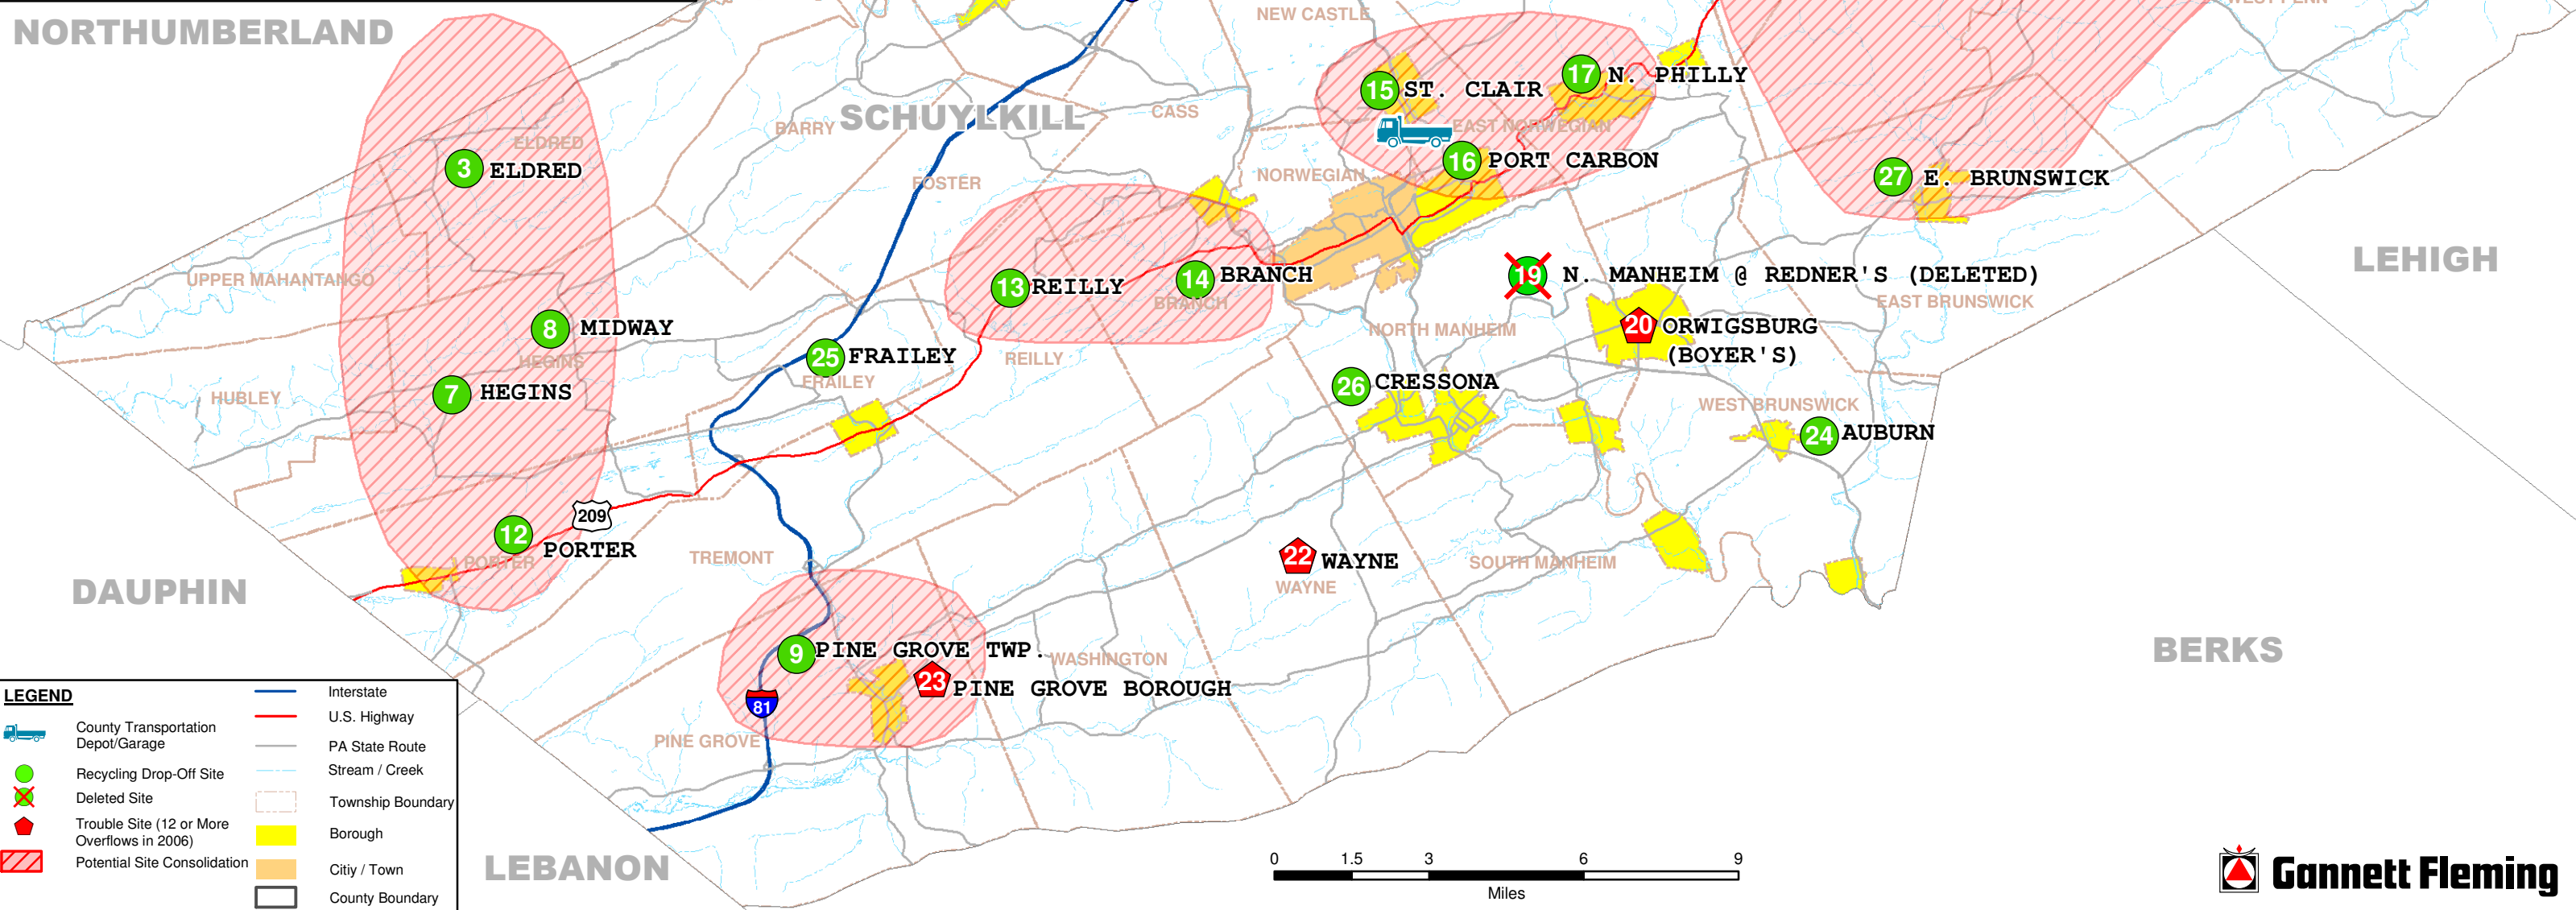 NORTHUMBERLAND
NEW CASTLE
WEST PENN
15 ST. CLAIR
17 N. PHILLY
SCHUYLKILL
CASS
BARRY
EAST NORWEGIAN
ELDRED
3 ELDRED
16 PORT CARBON
NORWEGIAN
27 E. BRUNSWICK
FOSTER
LEHIGH
UPPER MAHANTANGO
13 REILLY
14 BRANCH
BRANCH
19 N. MANHEIM @ REDNER'S (DELETED)
EAST BRUNSWICK
8 MIDWAY
HEGINS
NORTH MANHEIM
20 ORWIGSBURG
(BOYER'S)
25 FRAILEY
FRAILEY
REILLY
26 CRESSONA
7 HEGINS
HUBLEY
WEST BRUNSWICK
24 AUBURN
209
12 PORTER
PORTER
TREMONT
22 WAYNE
WAYNE
SOUTH MANHEIM
DAUPHIN
9 PINE GROVE TWP.
WASHINGTON
BERKS
23 PINE GROVE BOROUGH
81
PINE GROVE
LEBANON
LEGEND
County Transportation
Depot/Garage
Recycling Drop-Off Site
Deleted Site
Trouble Site (12 or More
Overflows in 2006)
Potential Site Consolidation
Interstate
U.S. Highway
PA State Route
Stream / Creek
Township Boundary
Borough
Citiy / Town
County Boundary
0 1.5 3 6 9
Miles
Gannett Fleming